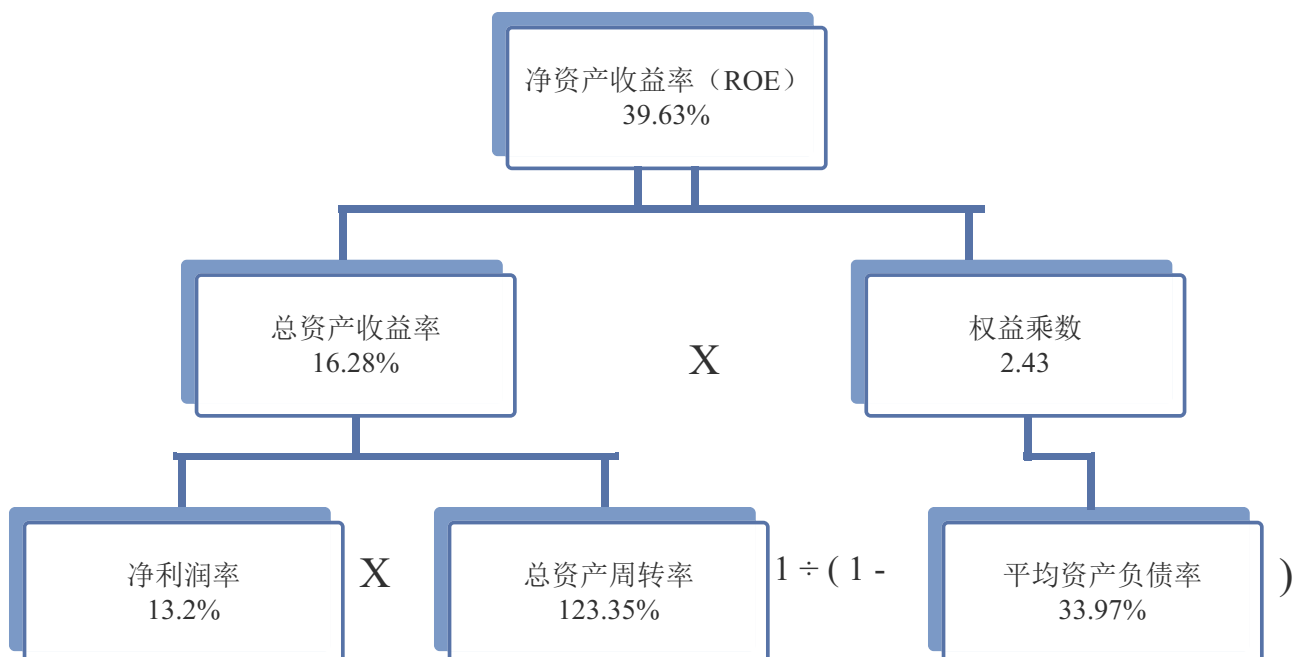 净资产收益率（ROE）
39.63%
总资产收益率
16.28%
X
权益乘数
2.43
净利润率
13.2%
X
总资产周转率
123.35%
1 ÷ ( 1 -
平均资产负债率
33.97%
)